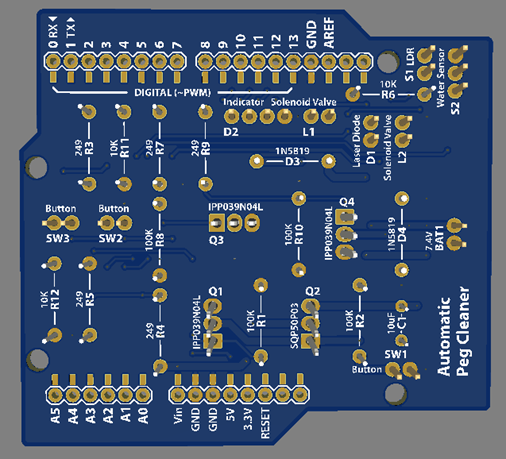 0 RX ◄
1 TX ►
2
3
4
5
6
7
8
9
10
11
12
13
GND
AREF
DIGITAL (~PWM)
S1 LDR
Water Sensor
S2
10K
R6
Indicator
D2
Solenoid Valve
L1
Laser Diode
D1
Solenoid Valve
L2
249
R3
10K
R11
249
R7
249
R9
1N5819
D3
Button
SW3
Button
SW2
100K
R8
IPP039N04L
Q3
100K
R10
Q4
IPP039N04L
1N5819
D4
7.4V
BAT1
10K
R12
249
R5
249
R4
Q1
IPP039N04L
100K
R1
Q2
SQP50P03
100K
R2
10uF
C1
SW1
Button
Automatic
Peg Cleaner
A5
A4
A3
A2
A1
A0
Vin
GND
GND
5V
3.3V
RESET